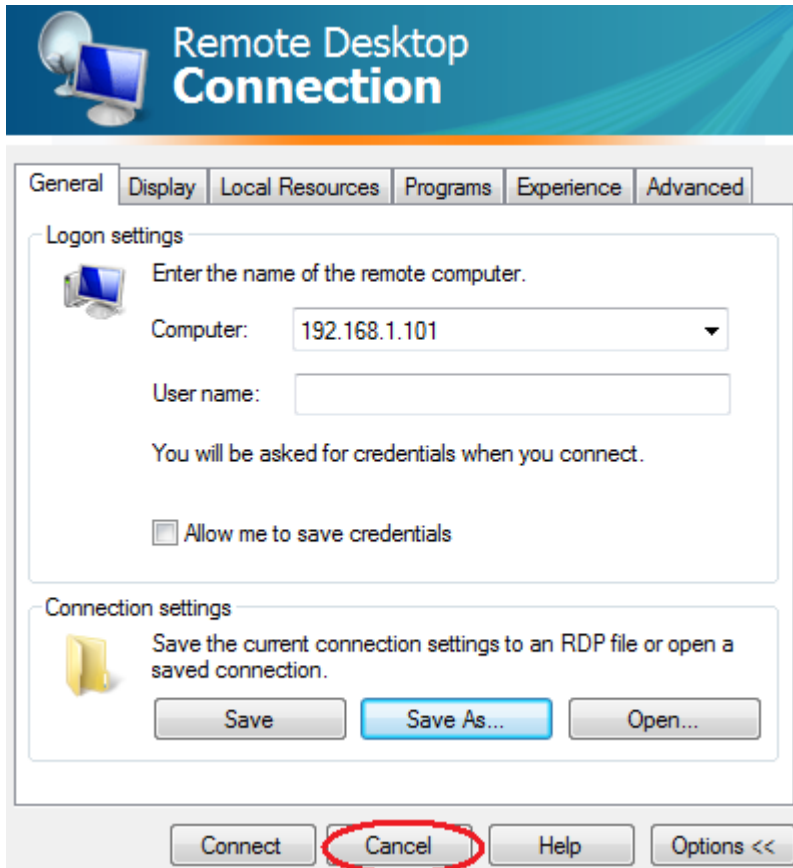 Remote Desktop
Connection
General Display Local Resources Programs Experience Advanced
Logon settings
Enter the name of the remote computer.
Computer: 192.168.1.101
User name:
You will be asked for credentials when you connect.
Allow me to save credentials
Connection settings
Save the current connection settings to an RDP file or open a
saved connection.
Save Save As... Open...
Connect Cancel Help Options <<